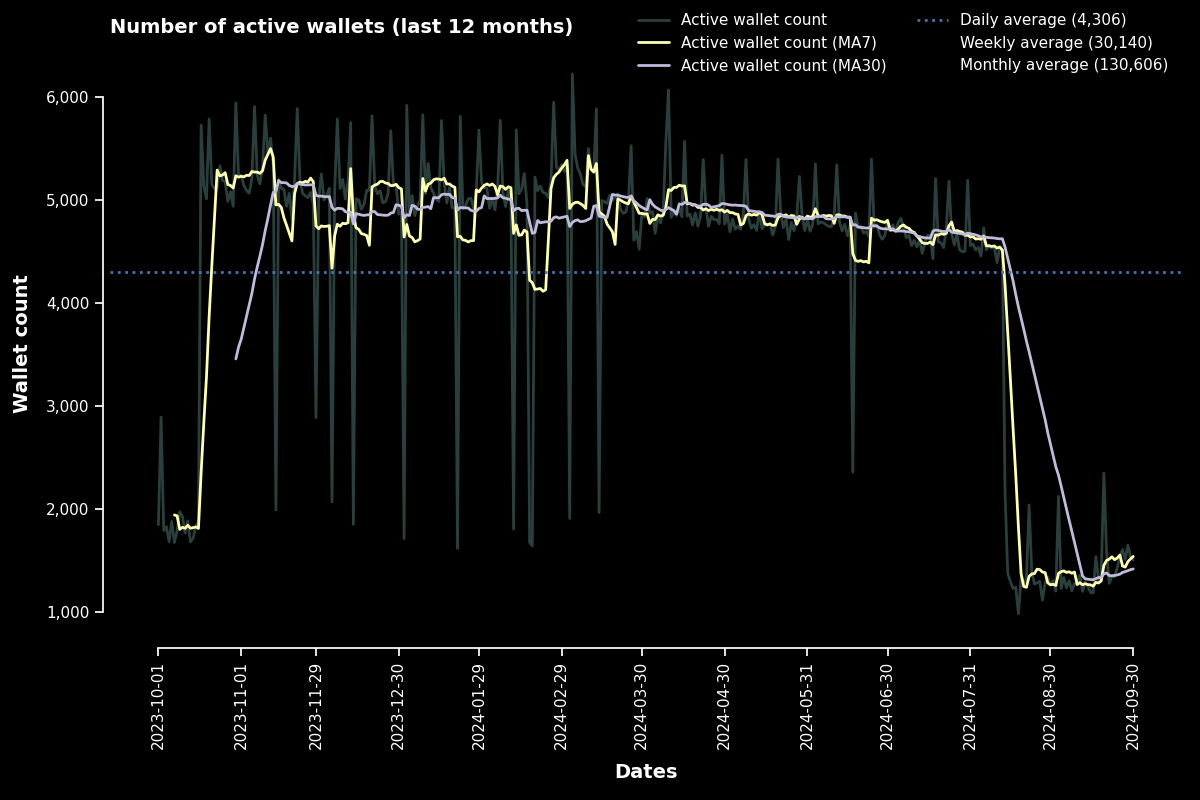 Number of active wallets (last 12 months)
Active wallet count
Active wallet count (MA7)
Active wallet count (MA30)
Daily average (4,306)
Weekly average (30,140)
Monthly average (130,606)
Wallet count
6,000
5,000
4,000
3,000
2,000
1,000
2023-10-01
2023-11-01
2023-11-29
2023-12-30
2024-01-29
2024-02-29
2024-03-30
2024-04-30
2024-05-31
2024-06-30
2024-07-31
2024-08-30
2024-09-30
Dates